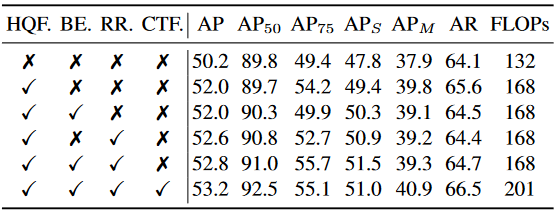 HQF. BE. RR. CTF. AP AP50 AP75 APS APM AR FLOPs
✗ ✗ ✗ ✗ 50.2 89.8 49.4 47.8 37.9 64.1 132
✓ ✗ ✗ ✗ 52.0 89.7 54.2 49.4 39.8 65.6 168
✓ ✓ ✗ ✗ 52.0 90.3 49.9 50.3 39.1 64.5 168
✓ ✗ ✓ ✗ 52.6 90.8 52.7 50.9 39.2 64.4 168
✓ ✓ ✓ ✗ 52.8 91.0 55.7 51.5 39.3 64.7 168
✓ ✓ ✓ ✓ 53.2 92.5 55.1 51.0 40.9 66.5 201